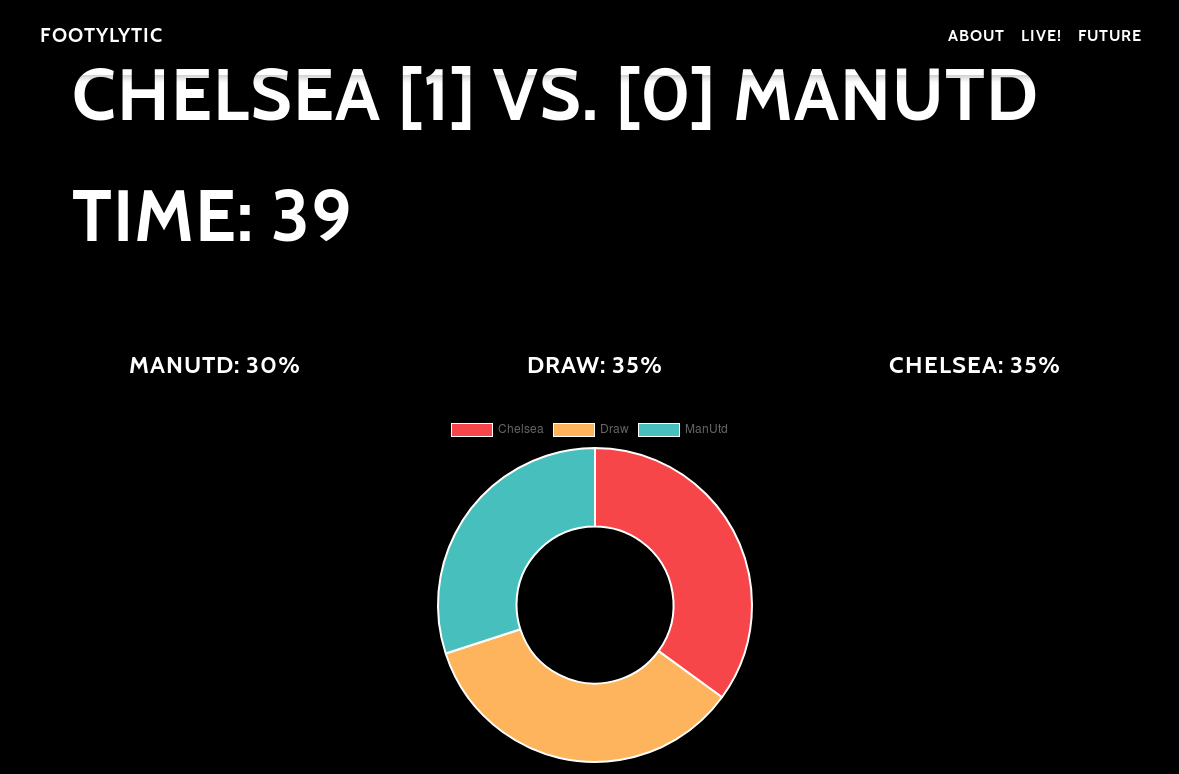 FOOTYLYTIC
ABOUT LIVE! FUTURE
CHELSEA [1] VS. [0] MANUTD
TIME: 39
MANUTD: 30%
DRAW: 35%
CHELSEA: 35%
Chelsea Draw ManUtd